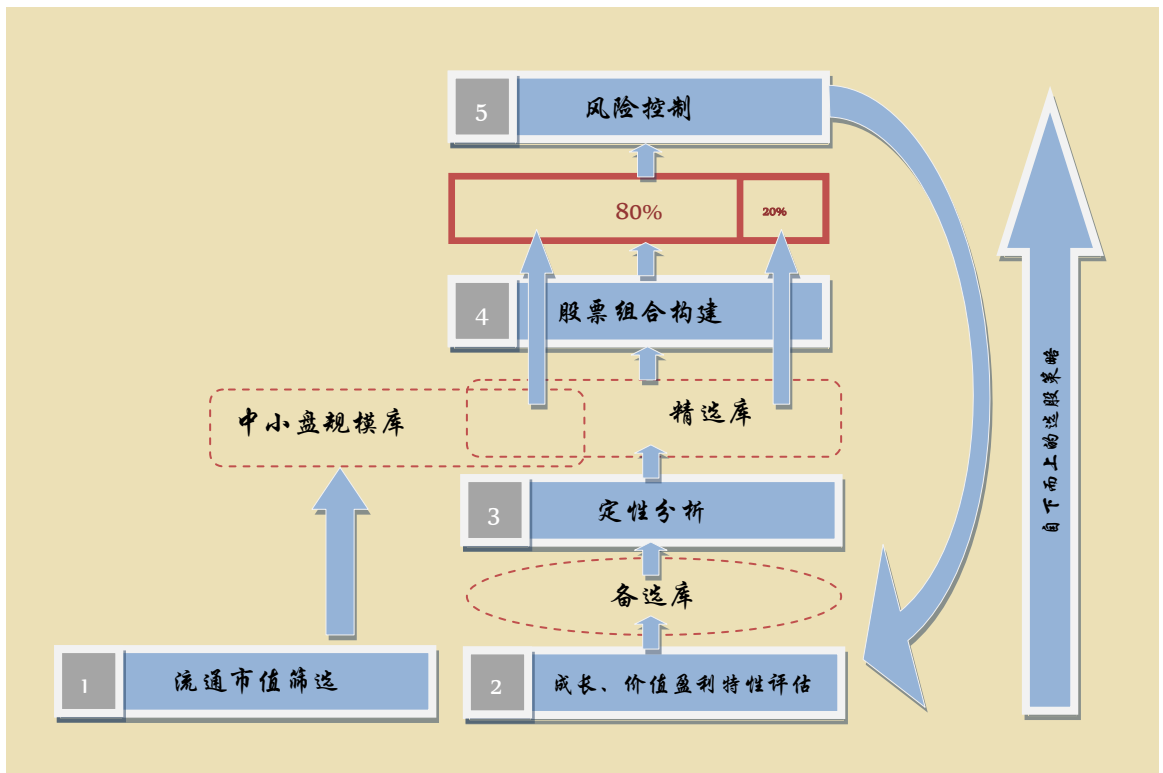 5
风险控制
80%
20%
4
股票组合构建
中小盘规模库
精选库
3
定性分析
备选库
1
流通市值筛选
2
成长、价值盈利特性评估
自下而上的选股策略